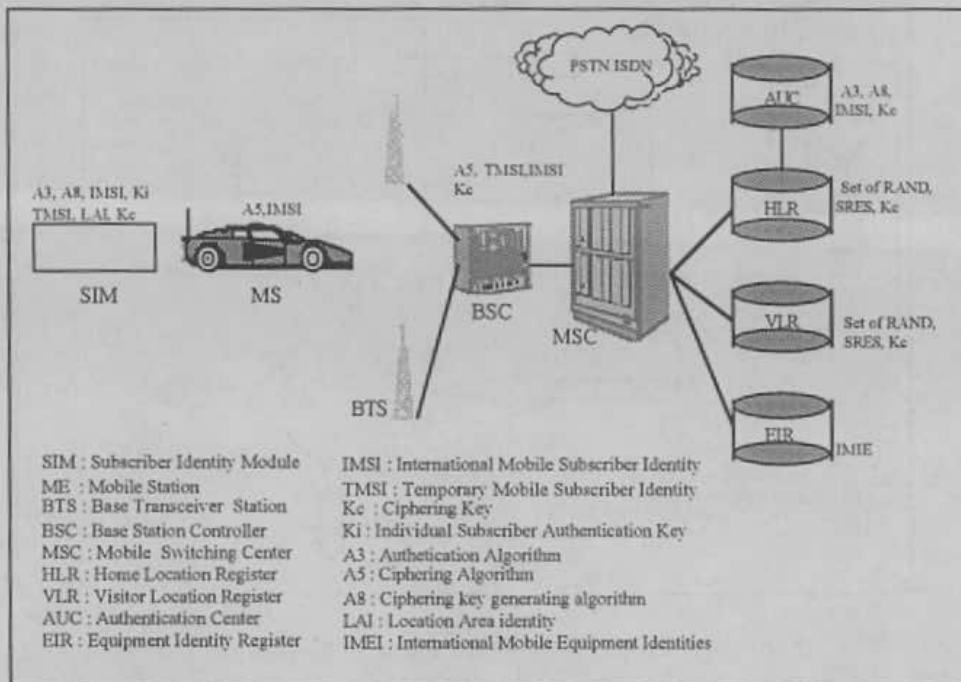 PSTN ISDN
AUC
A3, A8,
IMSI, Kc
A5, TMSI,IMSI
Kc
A3, A8, IMSI, Ki
TMSI, LAI, Kc
A5,IMSI
Set of RAND,
SRES, Kc
HLR
SIM
MS
BSC
MSC
VLR
Set of RAND,
SRES, Kc
BTS
EIR
IMIE
SIM : Subscriber Identity Module
ME : Mobile Station
BTS : Base Transceiver Station
BSC : Base Station Controller
MSC : Mobile Switching Center
HLR : Home Location Register
VLR : Visitor Location Register
AUC : Authentication Center
EIR : Equipment Identity Register
IMSI : International Mobile Subscriber Identity
TMSI : Temporary Mobile Subscriber Identity
Kc : Ciphering Key
Ki : Individual Subscriber Authentication Key
A3 : Authetication Algorithm
A5 : Ciphering Algorithm
A8 : Ciphering key generating algorithm
LAI : Location Area identity
IMEI : International Mobile Equipment Identities